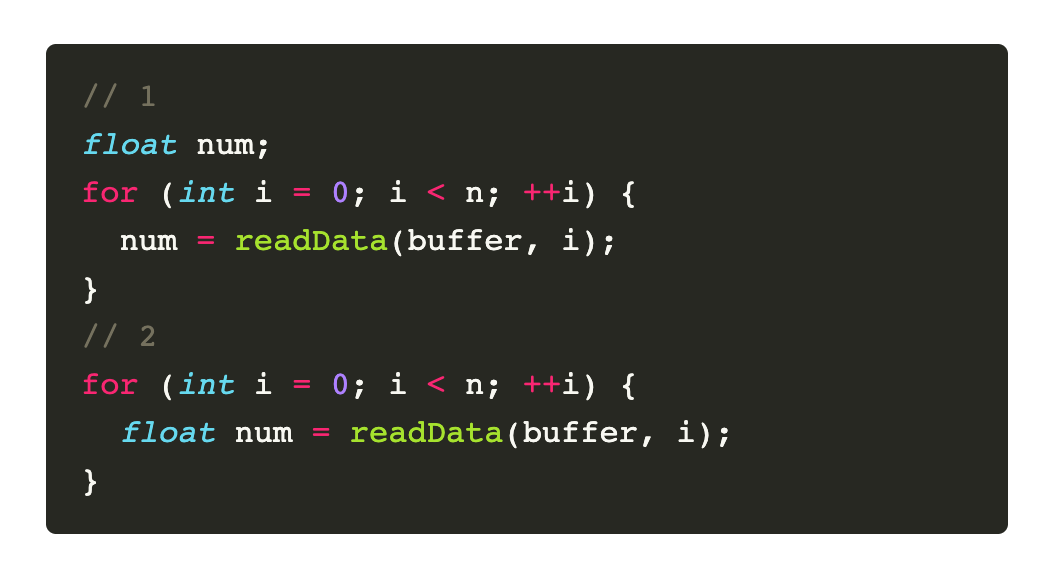 // 1
float num;
for (int i = 0; i < n; ++i) {
  num = readData(buffer, i);
}
// 2
for (int i = 0; i < n; ++i) {
  float num = readData(buffer, i);
}